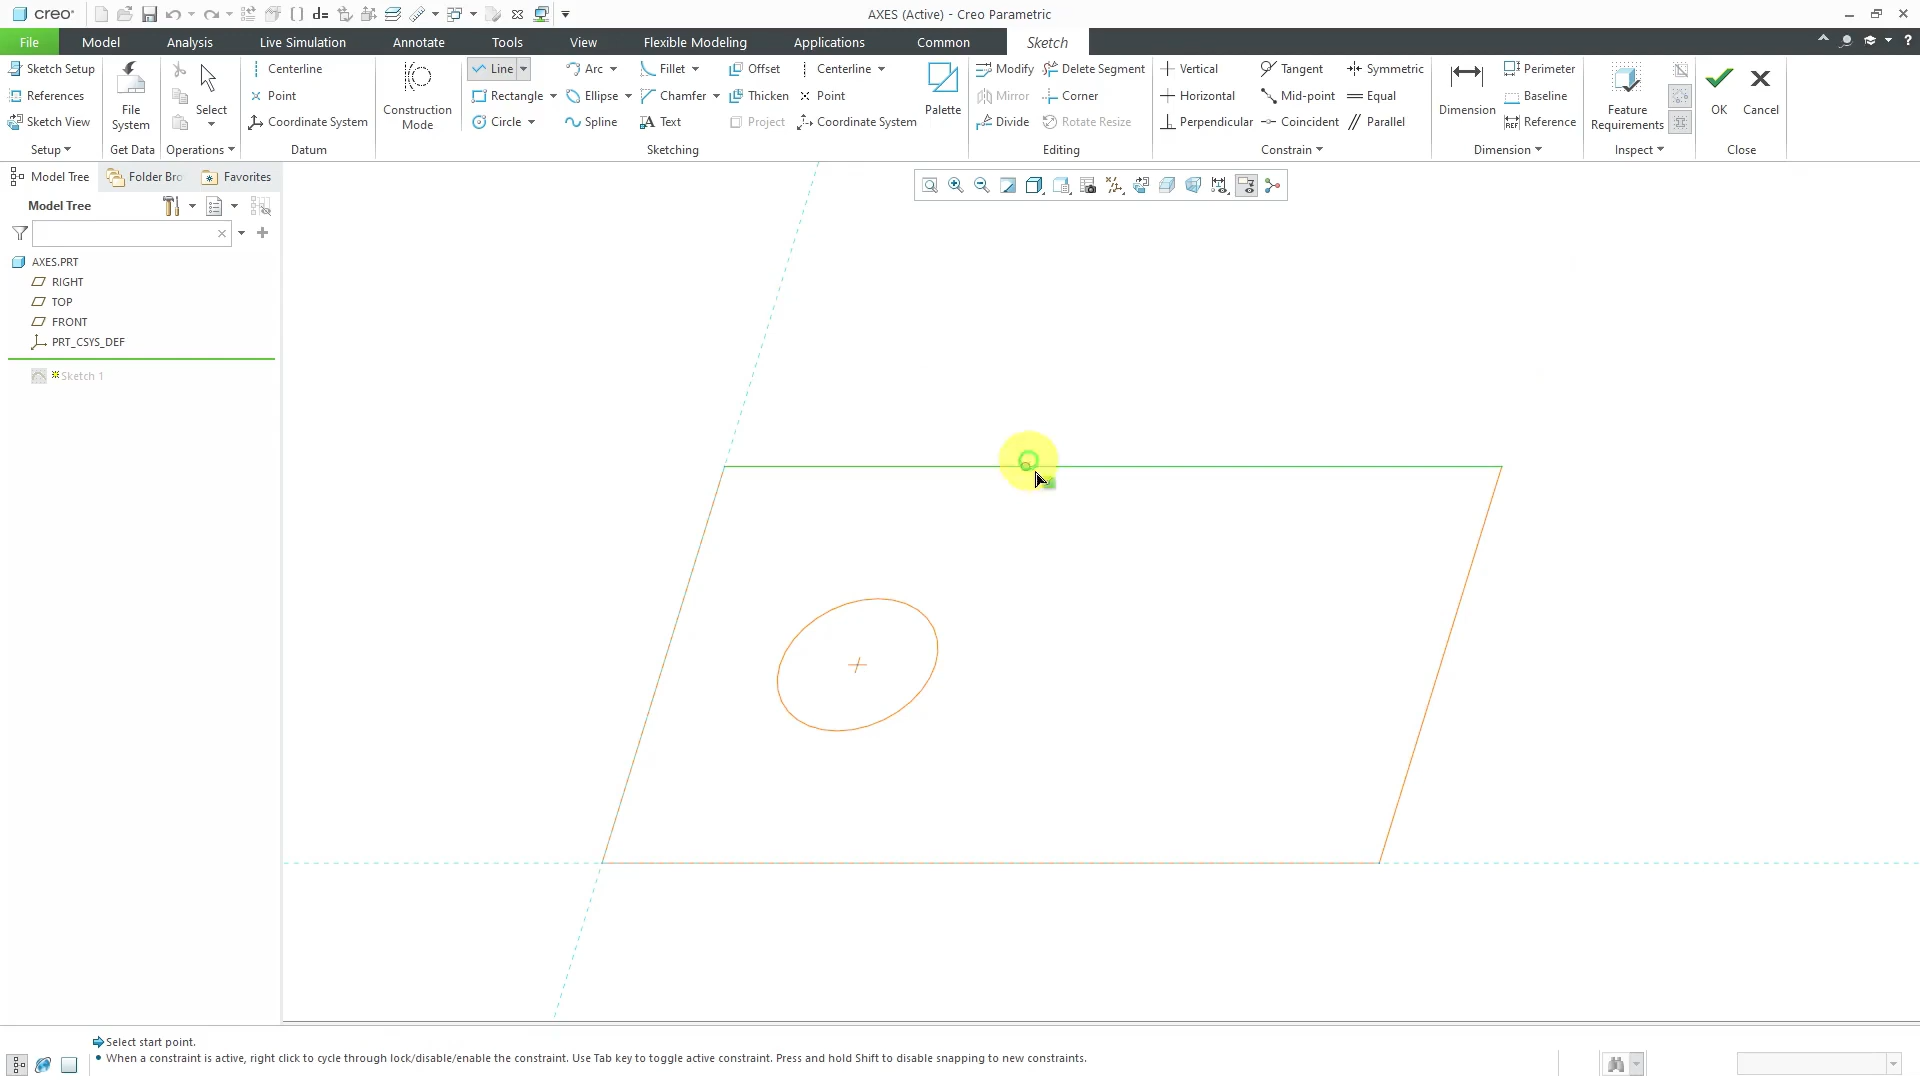 creo
AXES (Active) - Creo Parametric
File
Model
Analysis
Live Simulation
Annotate
Tools
View
Flexible Modeling
Applications
Common
Sketch
Sketch Setup
References
Sketch View
Setup
File System
Get Data
Select
Operations
Centerline
Point
Coordinate System
Datum
Construction Mode
Line
Rectangle
Circle
Arc
Ellipse
Spline
Fillet
Chamfer
Text
Offset
Thicken
Project
Centerline
Point
Coordinate System
Palette
Sketching
Modify
Mirror
Divide
Delete Segment
Corner
Rotate Resize
Editing
Vertical
Horizontal
Perpendicular
Tangent
Mid-point
Coincident
Symmetric
Equal
Parallel
Constrain
Dimension
Perimeter
Baseline
Reference
Dimension
Feature Requirements
Inspect
OK
Cancel
Close
Model Tree
Folder Bro
Favorites
Model Tree
AXES.PRT
RIGHT
TOP
FRONT
PRT_CSYS_DEF
Sketch 1
Select start point.
When a constraint is active, right click to cycle through lock/disable/enable the constraint. Use Tab key to toggle active constraint. Press and hold Shift to disable snapping to new constraints.